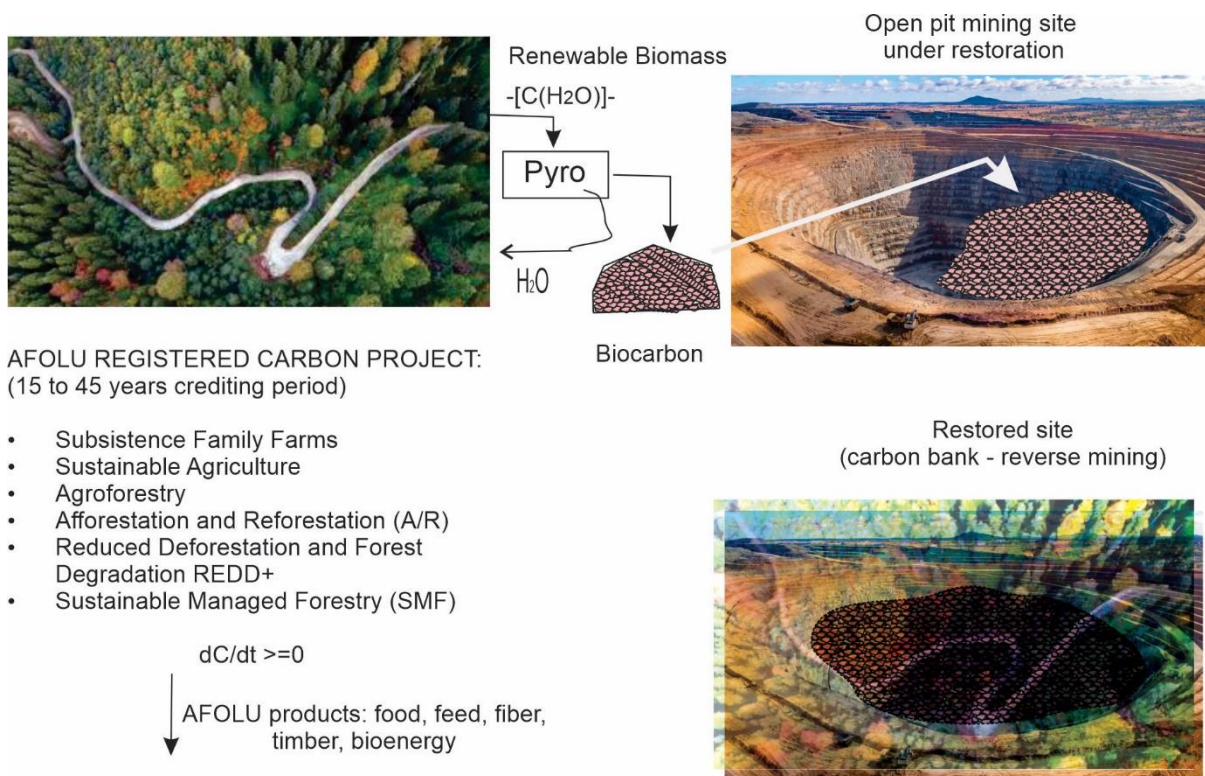 Open pit mining site
under restoration
Renewable Biomass
-[C(H2O)]-
Pyro
H2O
Biocarbon
AFOLU REGISTERED CARBON PROJECT:
(15 to 45 years crediting period)
• Subsistence Family Farms
• Sustainable Agriculture
• Agroforestry
• Afforestation and Reforestation (A/R)
• Reduced Deforestation and Forest
Degradation REDD+
• Sustainable Managed Forestry (SMF)
dC/dt >=0
AFOLU products: food, feed, fiber,
timber, bioenergy
Restored site
(carbon bank - reverse mining)